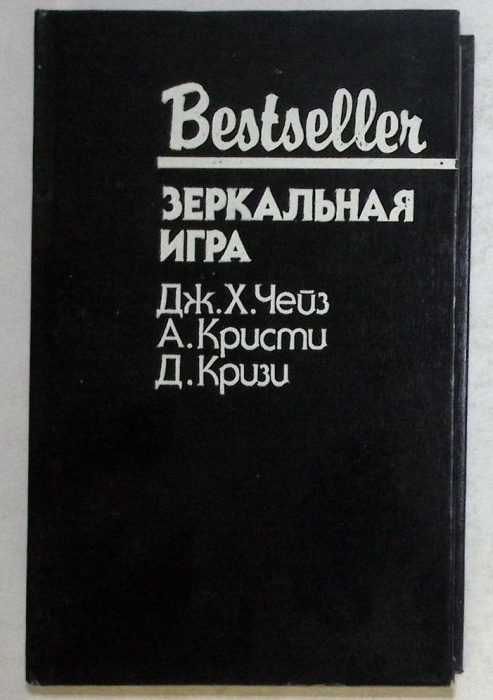 Bestseller
ЗЕРКАЛЬНАЯ
ИГРА
Дж.Х.Чейз
А.Кристи
Д.Кризи